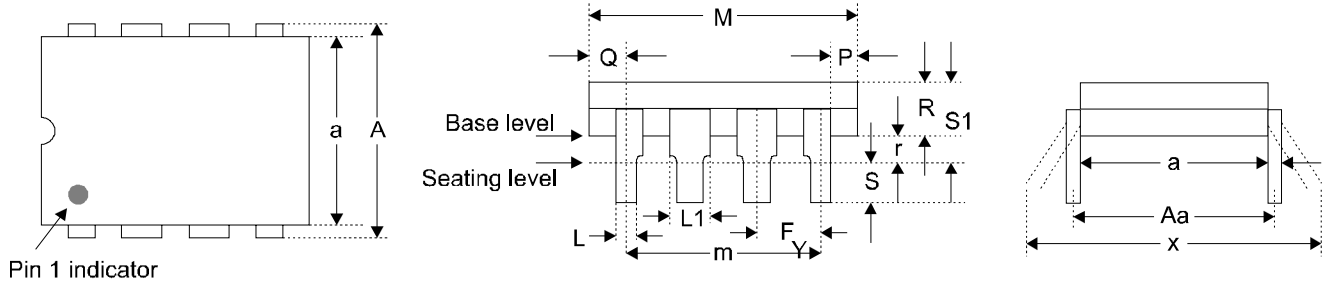 a
A
Pin 1 indicator
M
Q
P
R
S1
Base level
r
Seating level
S
L1
L
F
Y
m
a
Aa
x